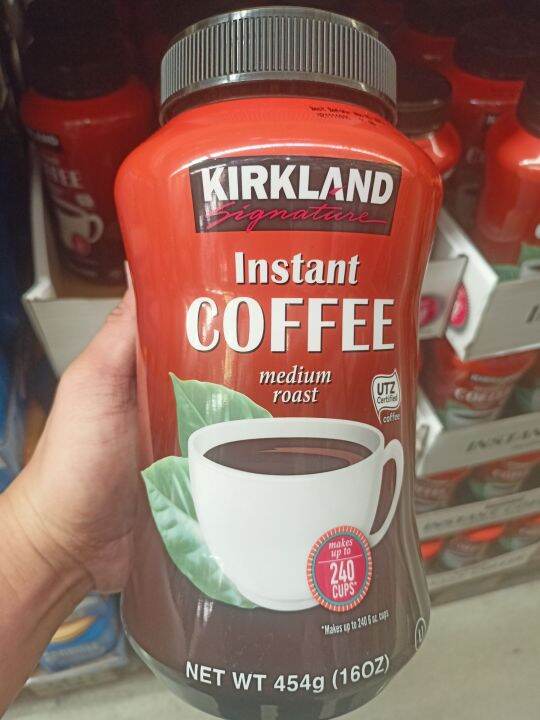 KIRKLAND
Signature
Instant
COFFEE
medium
roast
UTZ
Certified
coffee
makes
up to
240
CUPS*
*Makes up to 240 6 oz. cups
NET WT 454g (16OZ)